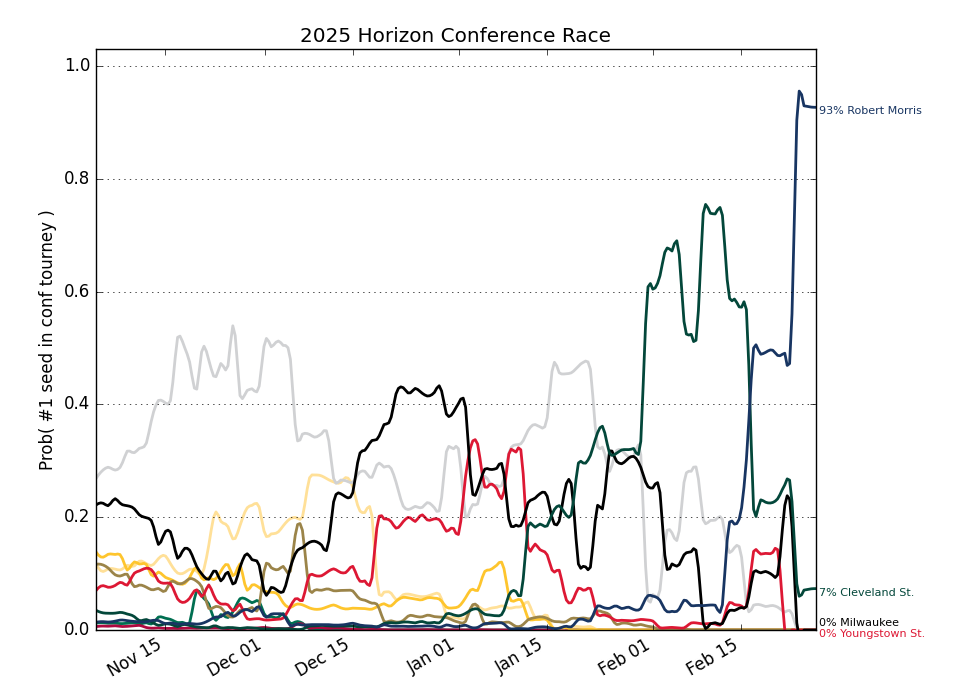 2025 Horizon Conference Race
Prob( #1 seed in conf tourney )
1.0
0.8
0.6
0.4
0.2
0.0
Nov 15
Dec 01
Dec 15
Jan 01
Jan 15
Feb 01
Feb 15
93% Robert Morris
7% Cleveland St.
0% Milwaukee
0% Youngstown St.